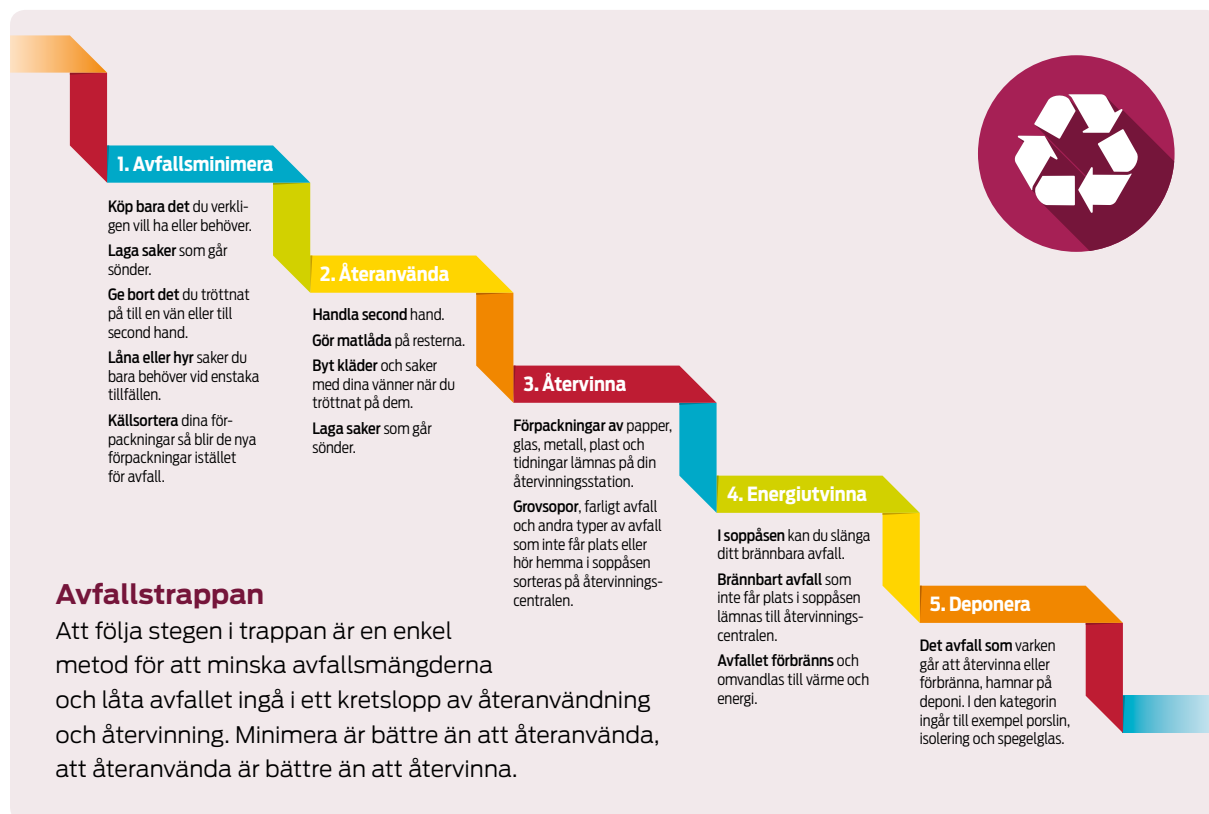 1. Avfallsminimera
Köp bara det du verkli-
gen vill ha eller behöver.
Laga saker som går
sönder.
Ge bort det du tröttnat
på till en vän eller till
second hand.
Låna eller hyr saker du
bara behöver vid enstaka
tillfällen.
Källsortera dina för-
packningar så blir de nya
förpackningar istället
för avfall.
2. Återanvända
Handla second hand.
Gör matlåda på resterna.
Byt kläder och saker
med dina vänner när du
tröttnat på dem.
Laga saker som går
sönder.
3. Återvinna
Förpackningar av papper,
glas, metall, plast och
tidningar lämnas på din
återvinningsstation.
Grovsopor, farligt avfall
och andra typer av avfall
som inte får plats eller
hör hemma i soppåsen
sorteras på återvinnings-
centralen.
4. Energiutvinna
I soppåsen kan du slänga
ditt brännbara avfall.
Brännbart avfall som
inte får plats i soppåsen
lämnas till återvinnings-
centralen.
Avfallet förbränns och
omvandlas till värme och
energi.
5. Deponera
Det avfall som varken
går att återvinna eller
förbränna, hamnar på
deponi. I den kategorin
ingår till exempel porslin,
isolering och spegelglas.
Avfallstrappan
Att följa stegen i trappan är en enkel
metod för att minska avfallsmängderna
och låta avfallet ingå i ett kretslopp av återanvändning
och återvinning. Minimera är bättre än att återanvända,
att återanvända är bättre än att återvinna.